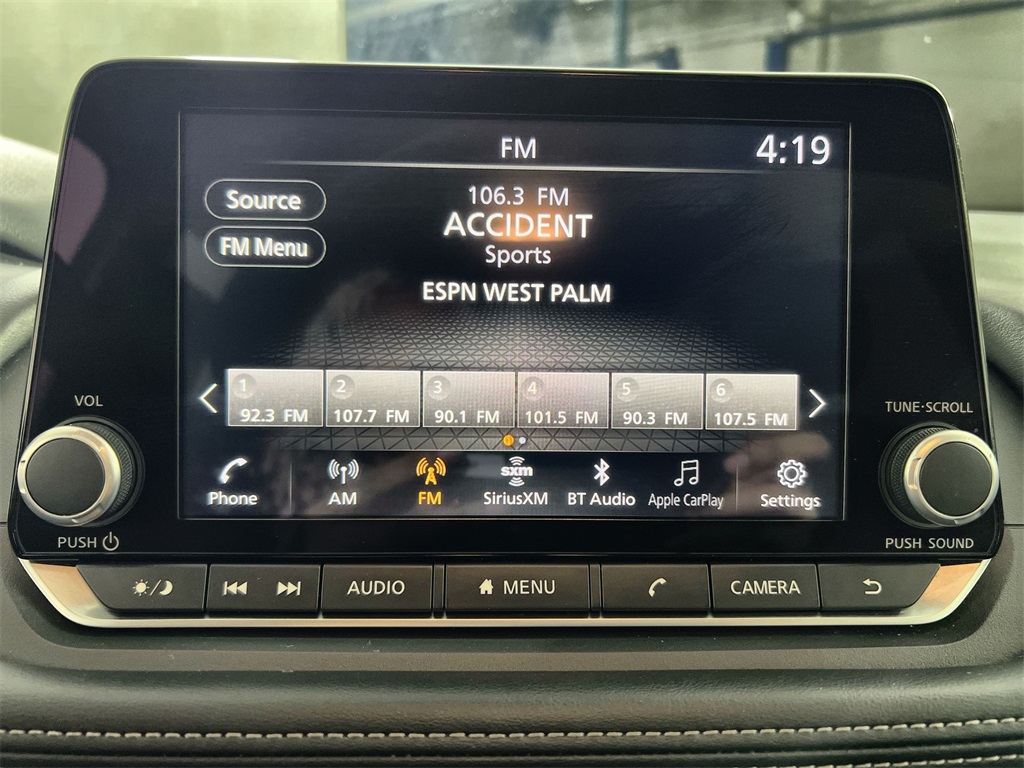 FM
4:19
Source
106.3 FM
ACCIDENT
FM Menu
Sports
ESPN WEST PALM
1 2 3 4 5 6
92.3 FM 107.7 FM 90.1 FM 101.5 FM 90.3 FM 107.5 FM
VOL
TUNE·SCROLL
sxm
Phone AM FM SiriusXM BT Audio Apple CarPlay Settings
PUSH
PUSH SOUND
AUDIO MENU CAMERA